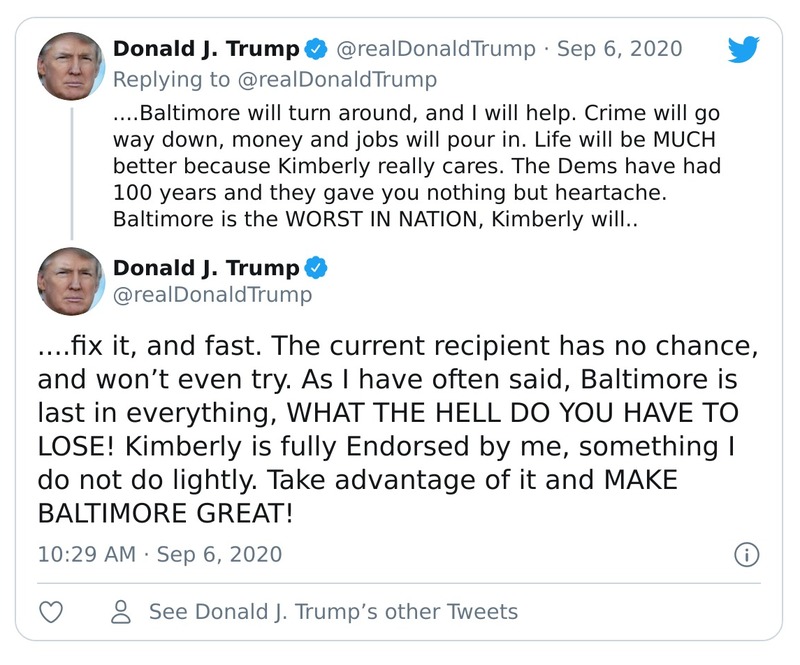 Donald J. Trump @realDonaldTrump · Sep 6, 2020
Replying to @realDonaldTrump
....Baltimore will turn around, and I will help. Crime will go
way down, money and jobs will pour in. Life will be MUCH
better because Kimberly really cares. The Dems have had
100 years and they gave you nothing but heartache.
Baltimore is the WORST IN NATION, Kimberly will..
Donald J. Trump
@realDonaldTrump
....fix it, and fast. The current recipient has no chance,
and won’t even try. As I have often said, Baltimore is
last in everything, WHAT THE HELL DO YOU HAVE TO
LOSE! Kimberly is fully Endorsed by me, something I
do not do lightly. Take advantage of it and MAKE
BALTIMORE GREAT!
10:29 AM · Sep 6, 2020
See Donald J. Trump’s other Tweets